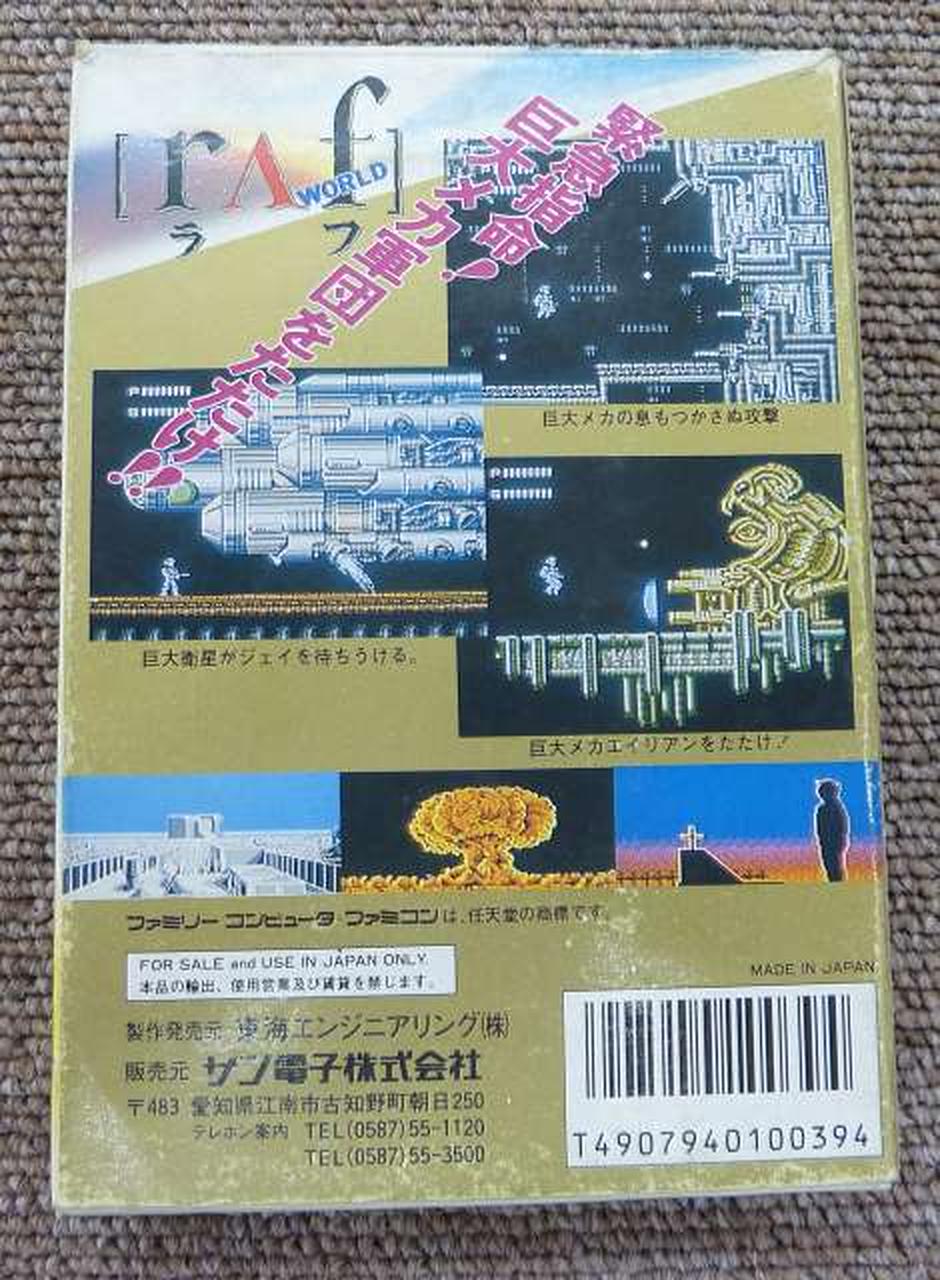 [rΛf]
WORLD
ラフ
緊急指命!
巨大メカ軍団をたたけ!!
巨大メカの息もつかさぬ攻撃
巨大衛星がジェイを待ちうける。
巨大メカエイリアンをたたけ!
ファミリーコンピュータ ファミコンは、任天堂の商標です。
FOR SALE and USE IN JAPAN ONLY.
本品の輸出、使用営業及び賃貸を禁じます。
MADE IN JAPAN
製作発売元 東海エンジニアリング(株)
販売元 サン電子株式会社
〒483 愛知県江南市古知野町朝日250
テレホン案内 TEL(0587)55-1120
TEL(0587)55-3500
T4907940100394